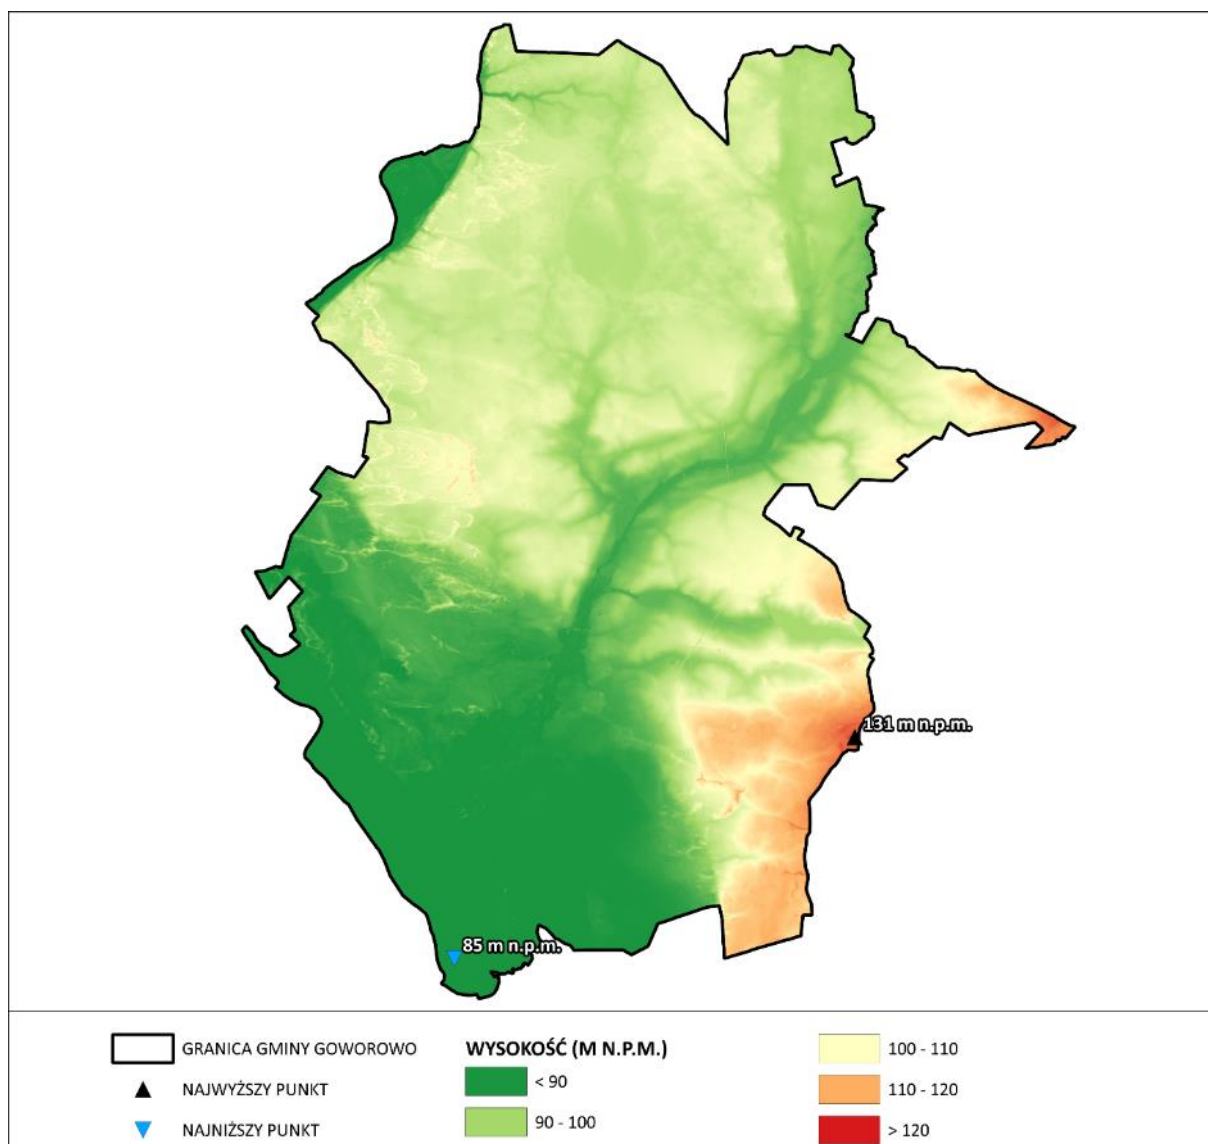 131 m n.p.m.
85 m n.p.m.
GRANICA GMINY GOWOROWO
NAJWYŻSZY PUNKT
NAJNIŻSZY PUNKT
WYSOKOŚĆ (M N.P.M.)
< 90
90 - 100
100 - 110
110 - 120
> 120